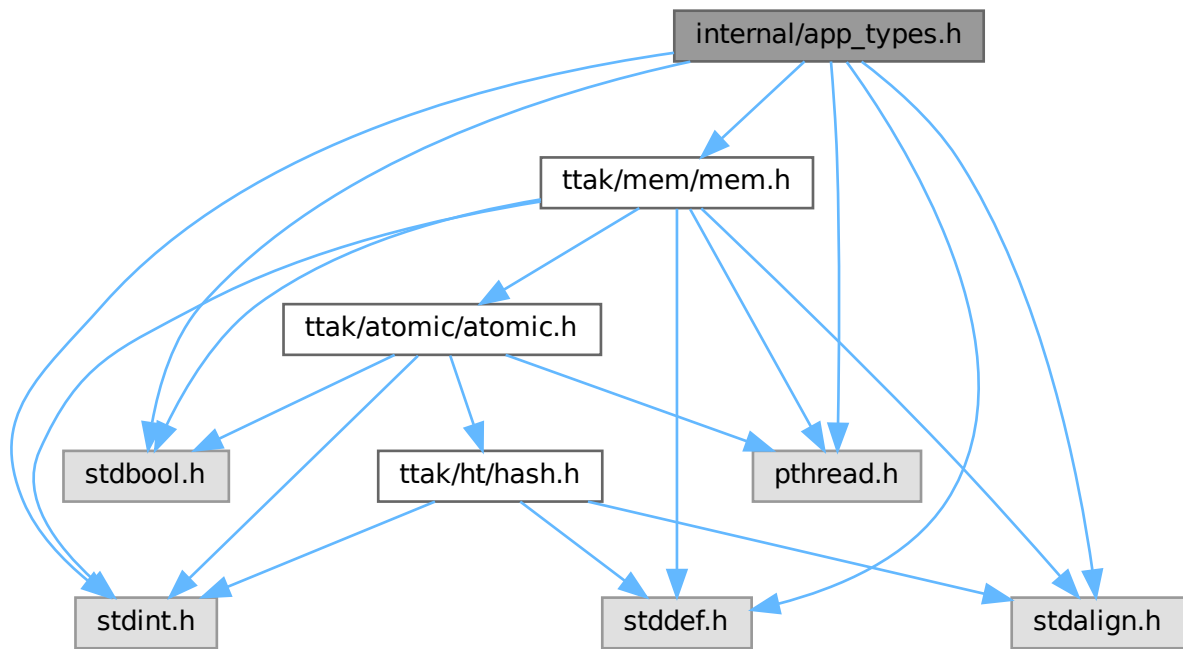 internal/app_types.h
ttak/mem/mem.h
ttak/atomic/atomic.h
stdbool.h
ttak/ht/hash.h
pthread.h
stdint.h
stddef.h
stdalign.h